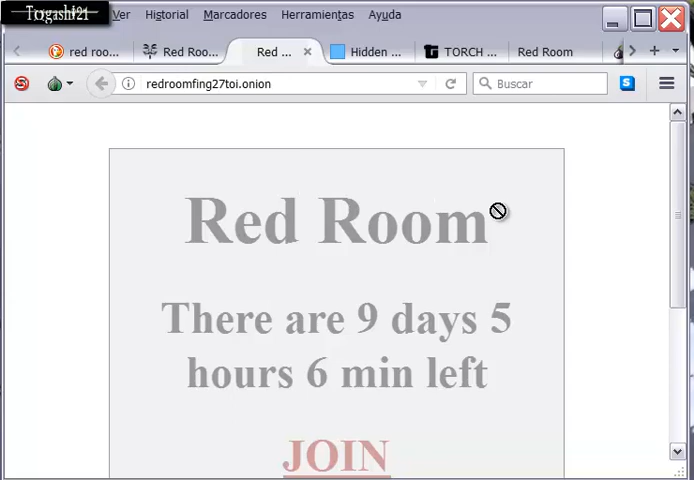 Togashi21
Ver Historial Marcadores Herramientas Ayuda
red roo... Red Roo... Red ... Hidden TORCH Red Room
redroomfing27toi.onion Buscar
Red Room
There are 9 days 5
hours 6 min left
JOIN